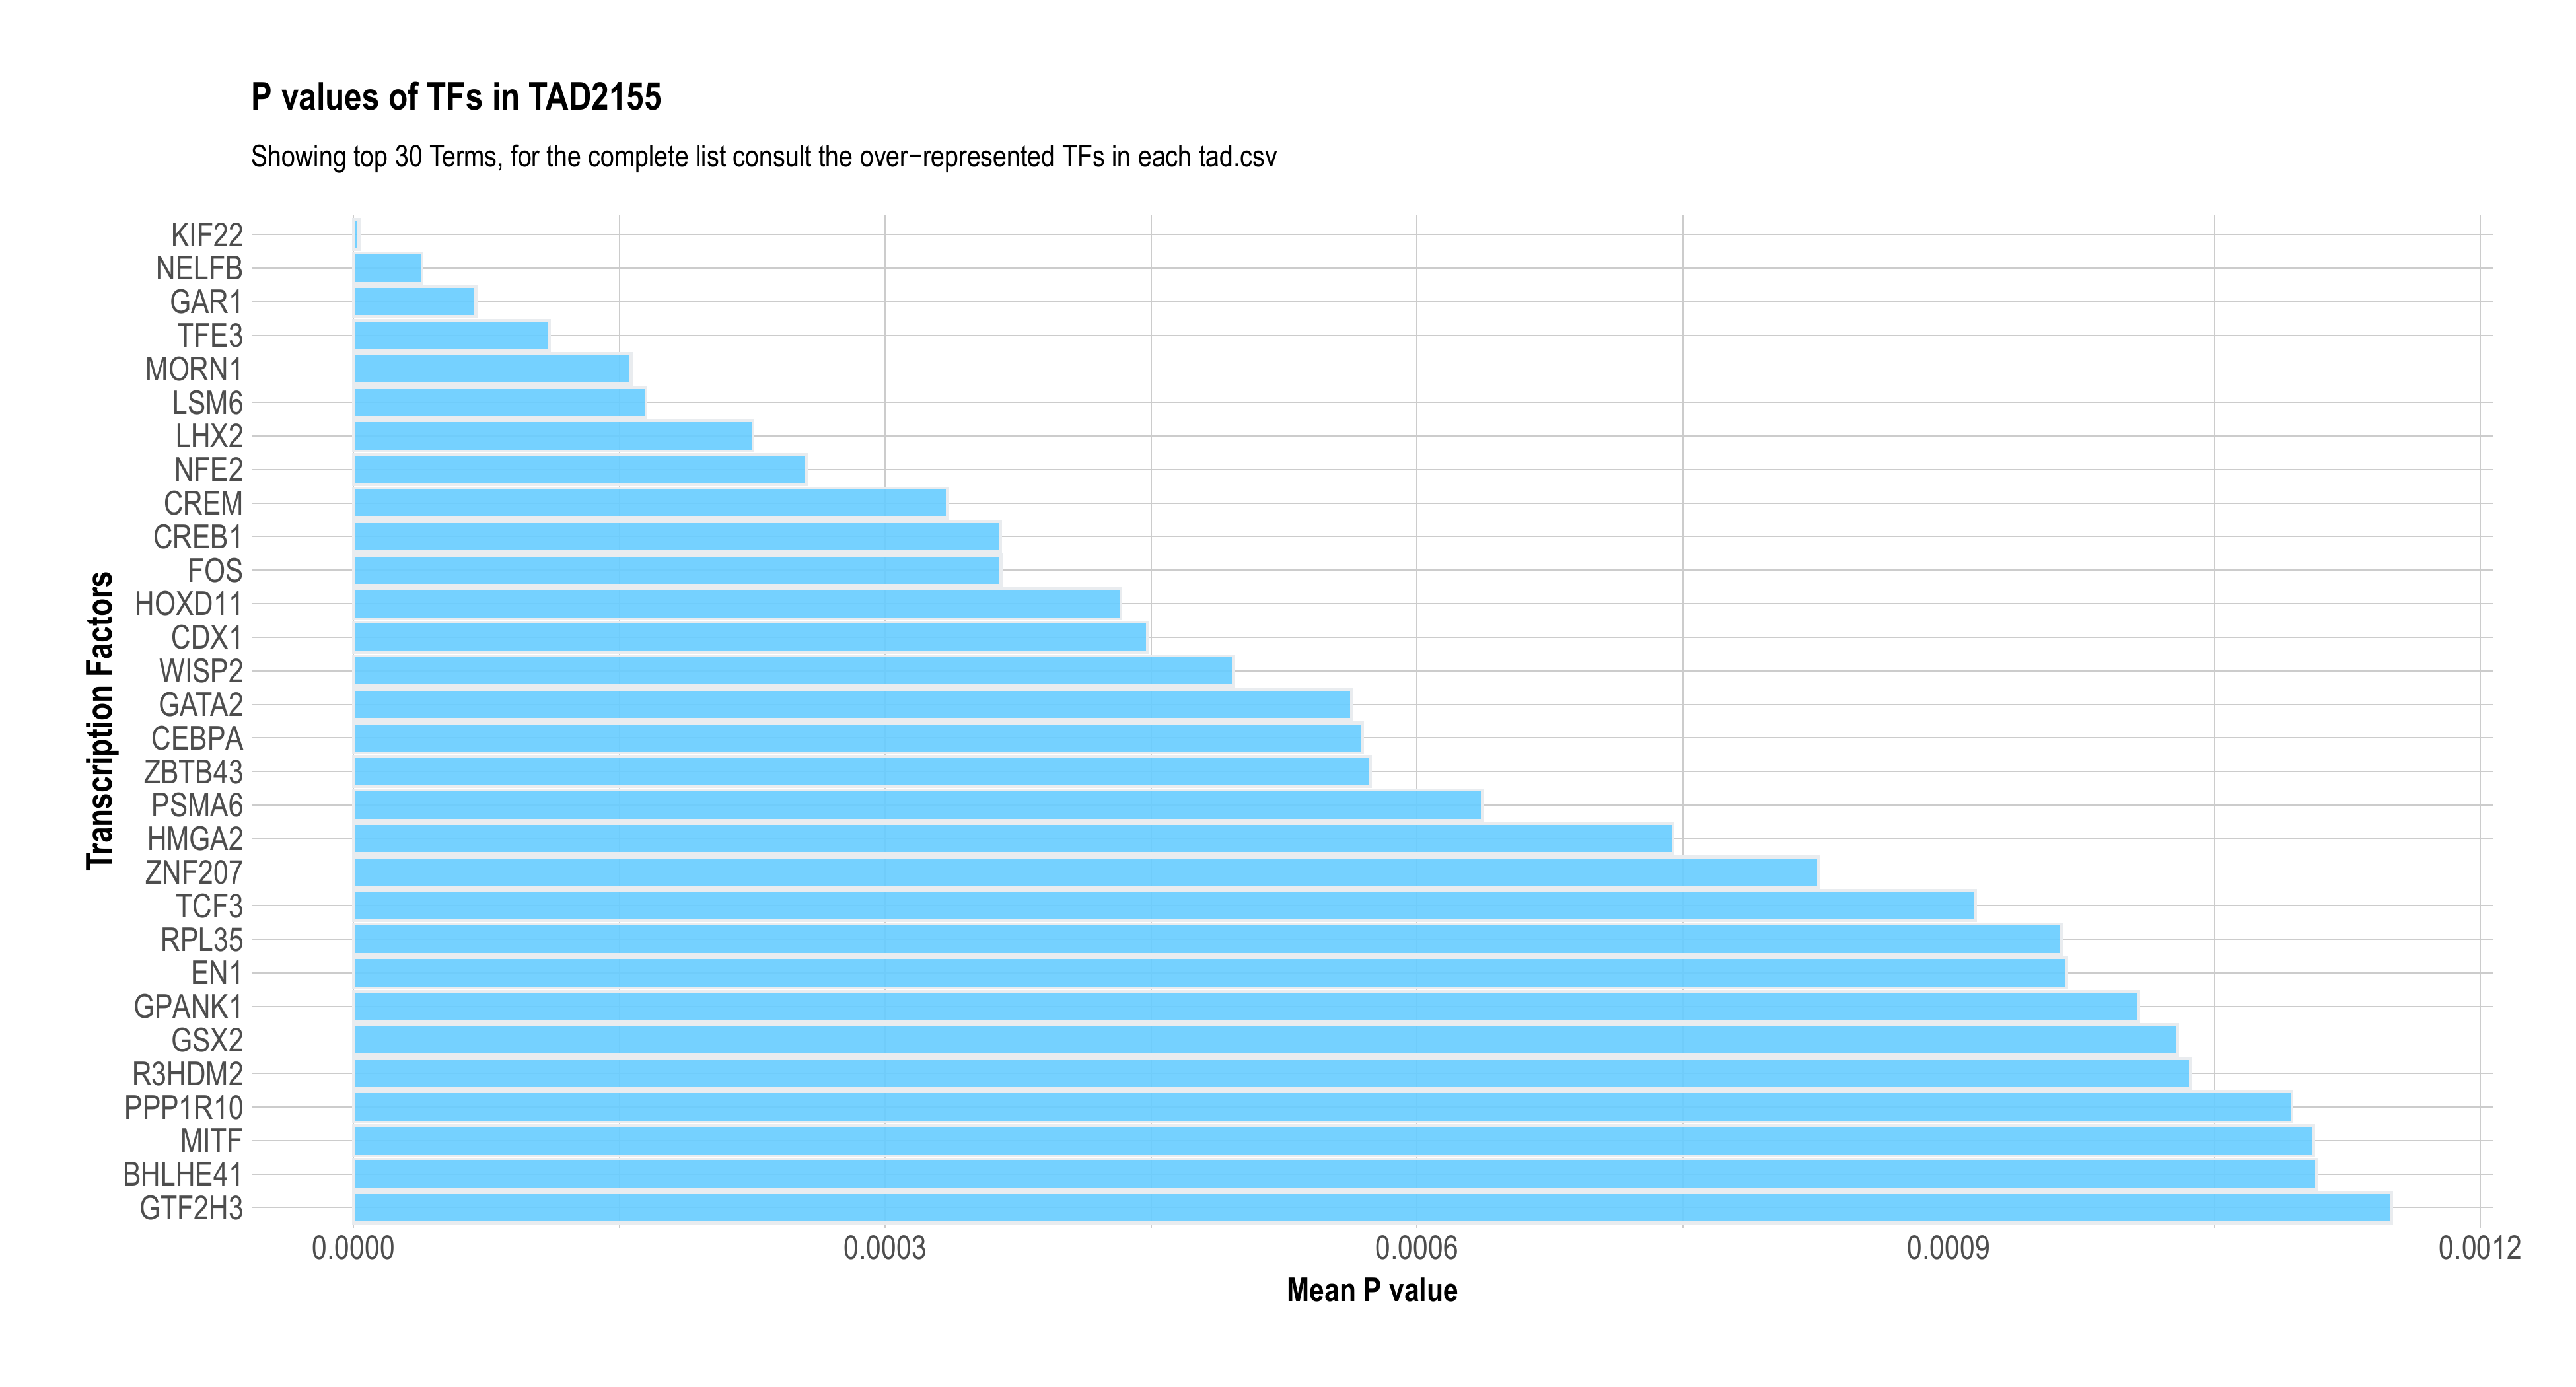 P values of TFs in TAD2155
Showing top 30 Terms, for the complete list consult the over−represented TFs in each tad.csv
Transcription Factors
KIF22
NELFB
GAR1
TFE3
MORN1
LSM6
LHX2
NFE2
CREM
CREB1
FOS
HOXD11
CDX1
WISP2
GATA2
CEBPA
ZBTB43
PSMA6
HMGA2
ZNF207
TCF3
RPL35
EN1
GPANK1
GSX2
R3HDM2
PPP1R10
MITF
BHLHE41
GTF2H3
0.0000 0.0003 0.0006 0.0009 0.0012
Mean P value